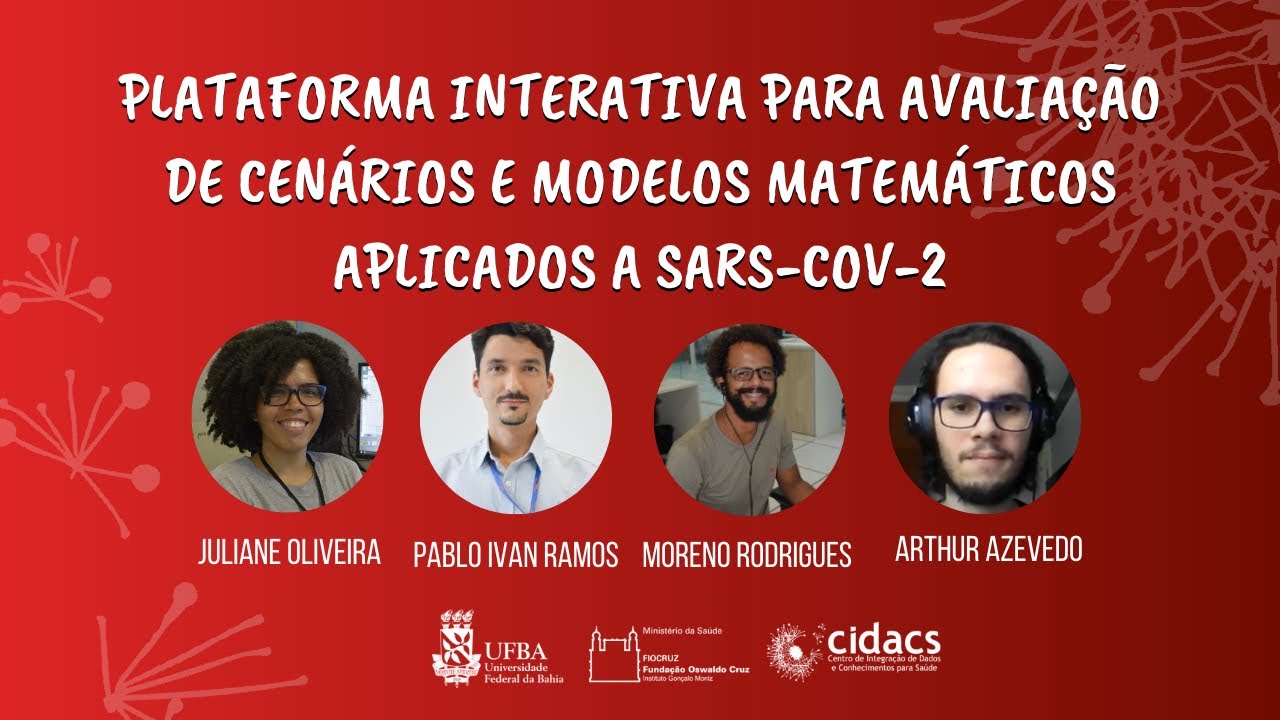 PLATAFORMA INTERATIVA PARA AVALIAÇÃO
DE CENÁRIOS E MODELOS MATEMÁTICOS
APLICADOS A SARS-COV-2
JULIANE OLIVEIRA
PABLO IVAN RAMOS
MORENO RODRIGUES
ARTHUR AZEVEDO
UFBA
Universidade
Federal da Bahia
Ministério da Saúde
FIOCRUZ
Fundação Oswaldo Cruz
Instituto Gonçalo Moniz
cidacs
Centro de Integração de Dados
e Conhecimentos para Saúde